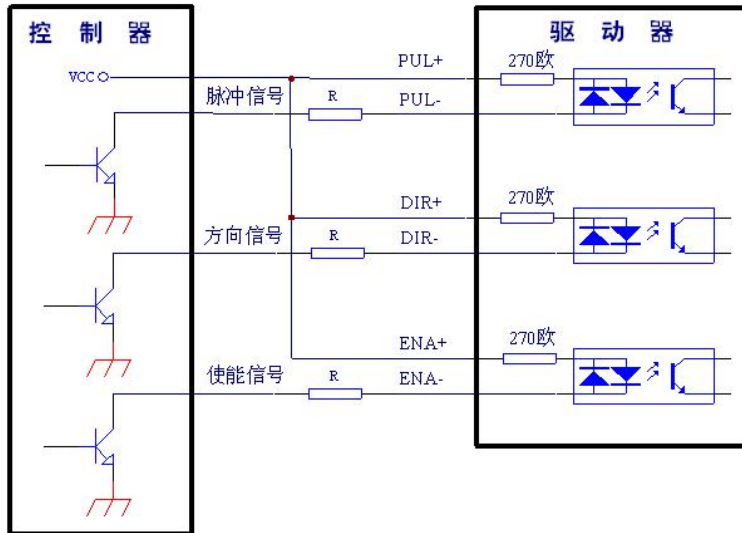 控 制 器
驱 动 器
VCC
PUL+
270欧
脉冲信号
R
PUL-
DIR+
270欧
方向信号
R
DIR-
ENA+
270欧
使能信号
R
ENA-